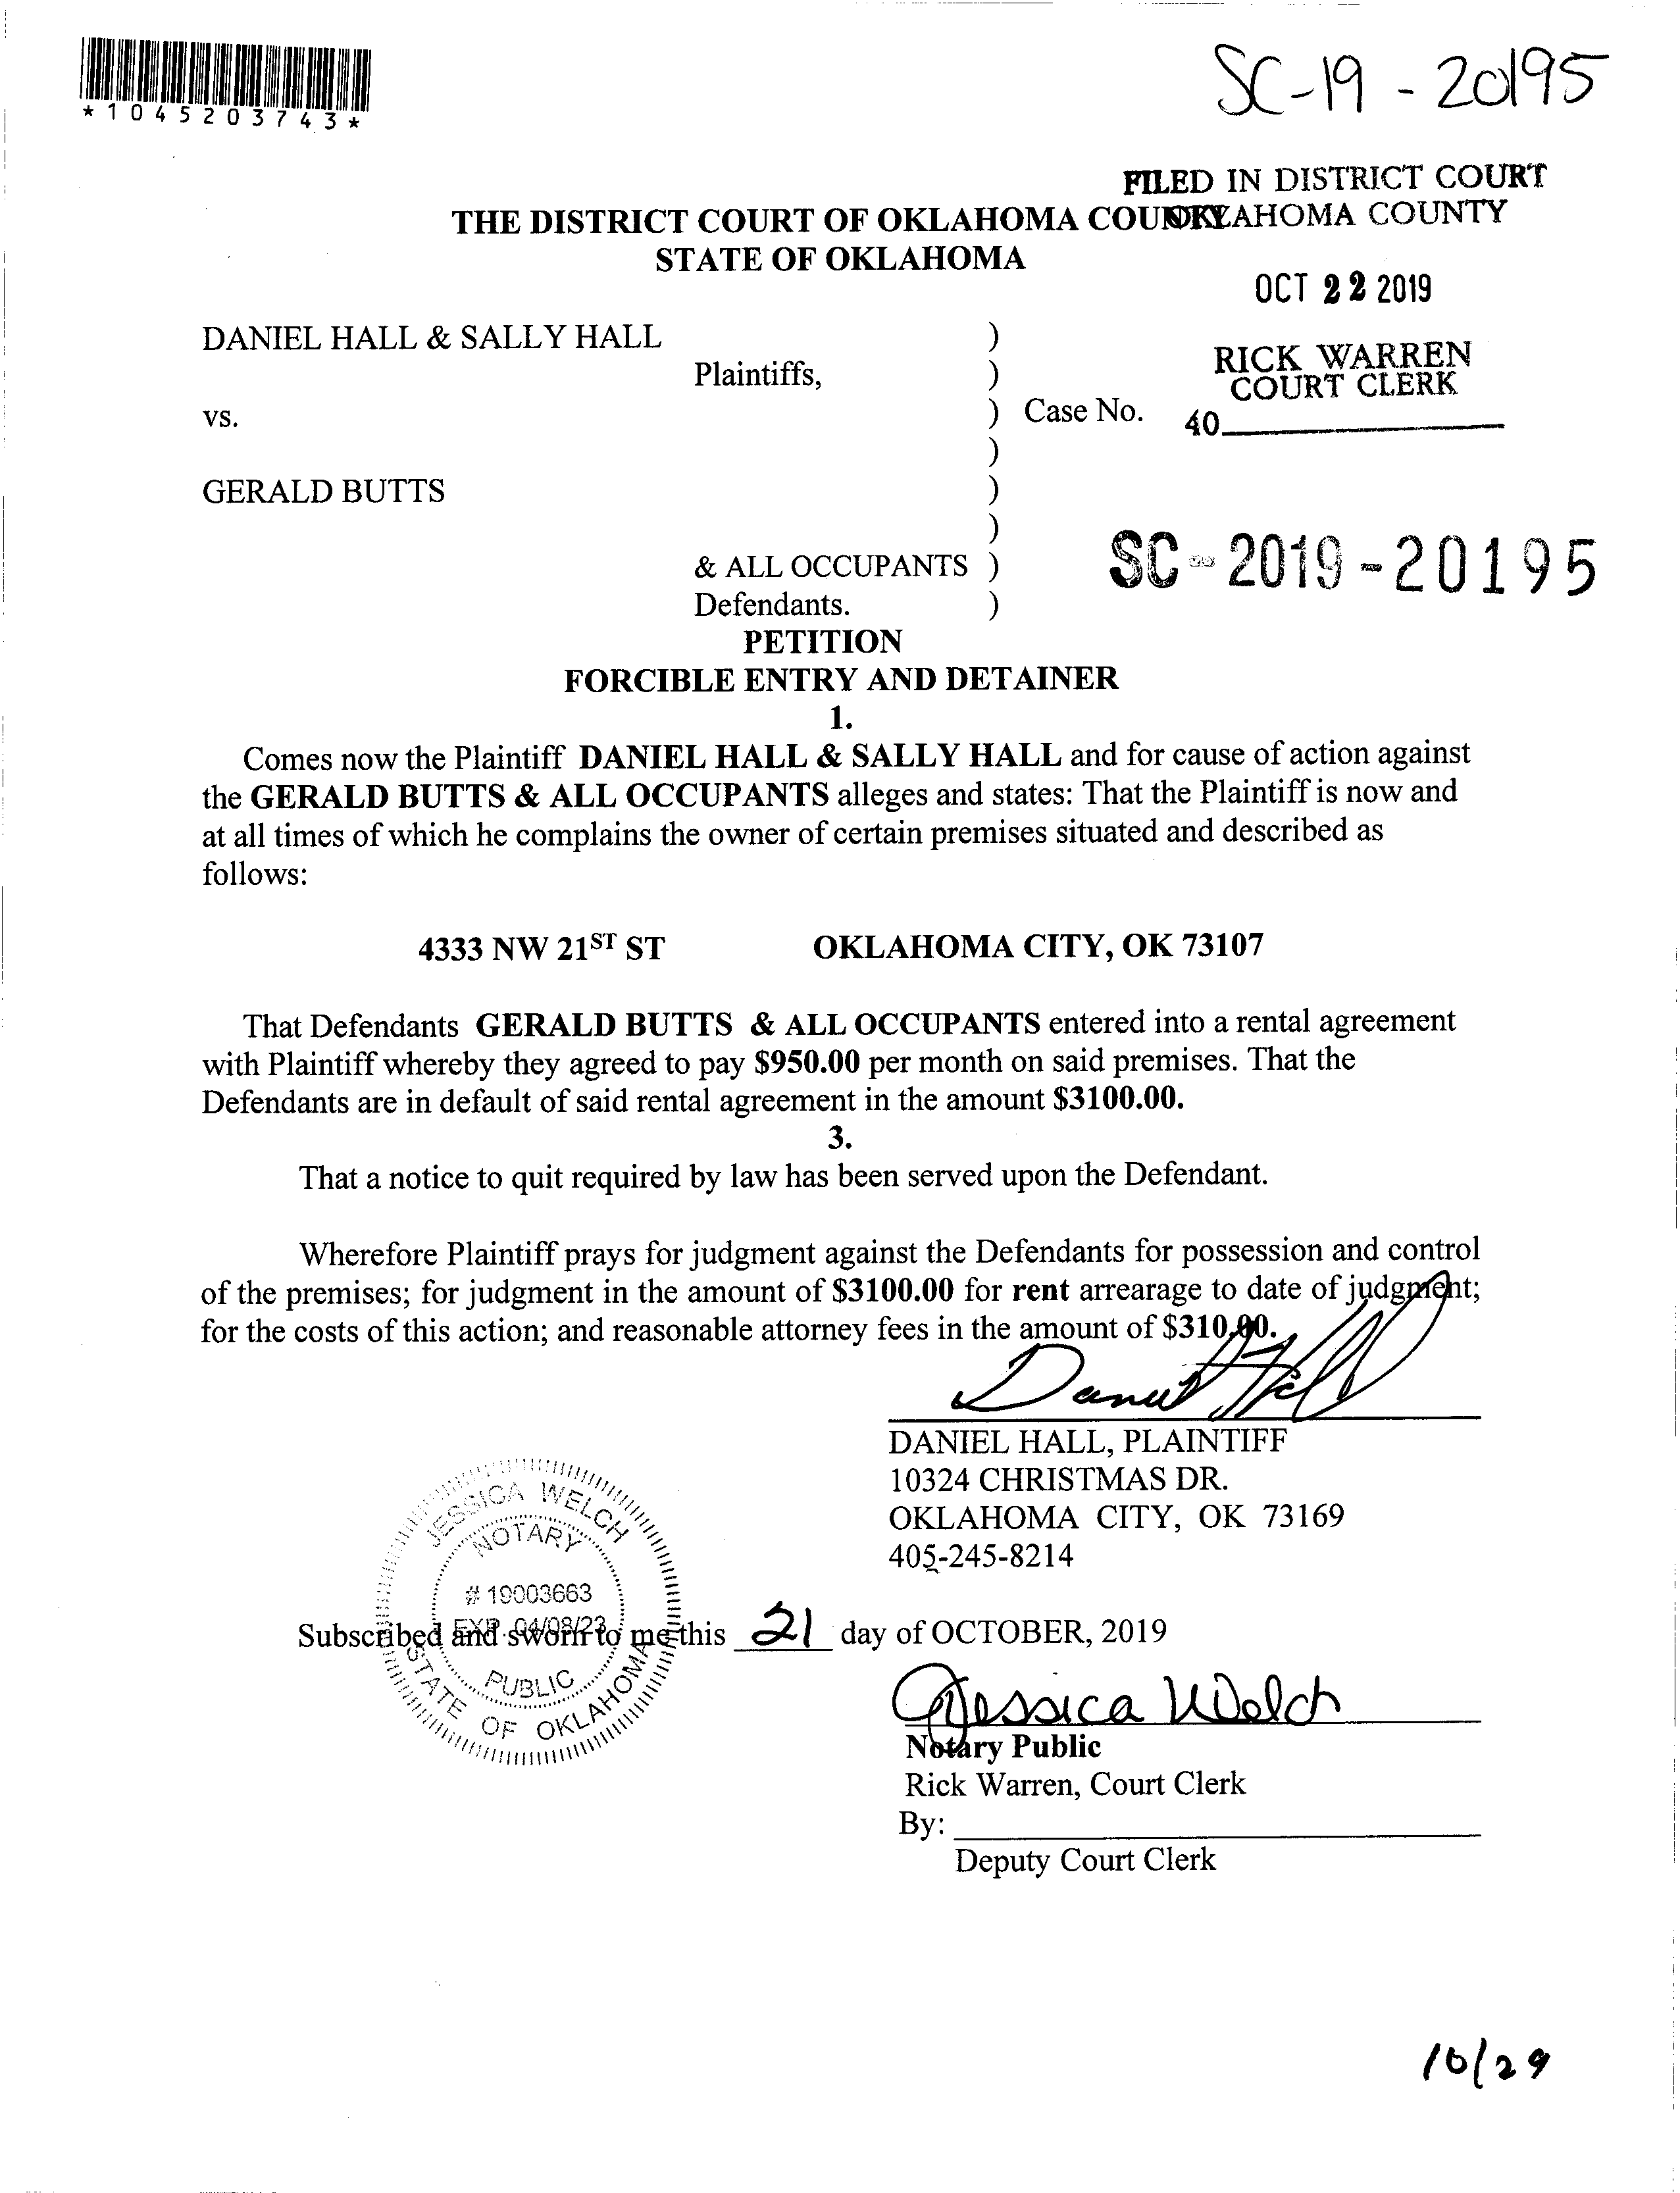 SC-19-20195
*1045203743*
FILED IN DISTRICT COURT
OKLAHOMA COUNTY
THE DISTRICT COURT OF OKLAHOMA COUNTY
STATE OF OKLAHOMA
OCT 22 2019
DANIEL HALL & SALLY HALL )
Plaintiffs, )
RICK WARREN
COURT CLERK
vs. ) Case No. 40
)
GERALD BUTTS )
)
SC-2019-20195
& ALL OCCUPANTS )
Defendants. )
PETITION
FORCIBLE ENTRY AND DETAINER
1.
Comes now the Plaintiff DANIEL HALL & SALLY HALL and for cause of action against
the GERALD BUTTS & ALL OCCUPANTS alleges and states: That the Plaintiff is now and
at all times of which he complains the owner of certain premises situated and described as
follows:
4333 NW 21ST ST OKLAHOMA CITY, OK 73107
That Defendants GERALD BUTTS & ALL OCCUPANTS entered into a rental agreement
with Plaintiff whereby they agreed to pay $950.00 per month on said premises. That the
Defendants are in default of said rental agreement in the amount $3100.00.
3.
That a notice to quit required by law has been served upon the Defendant.
Wherefore Plaintiff prays for judgment against the Defendants for possession and control
of the premises; for judgment in the amount of $3100.00 for rent arrearage to date of judgment;
for the costs of this action; and reasonable attorney fees in the amount of $310.00.
Daniel Hall
DANIEL HALL, PLAINTIFF
10324 CHRISTMAS DR.
OKLAHOMA CITY, OK 73169
405-245-8214
JESSICA WELCH
NOTARY
# 19003663
EXP. 04/08/23
PUBLIC
STATE OF OKLAHOMA
Subscribed and sworn to me this 21 day of OCTOBER, 2019
Jessica Welch
Notary Public
Rick Warren, Court Clerk
By:
Deputy Court Clerk
10/29